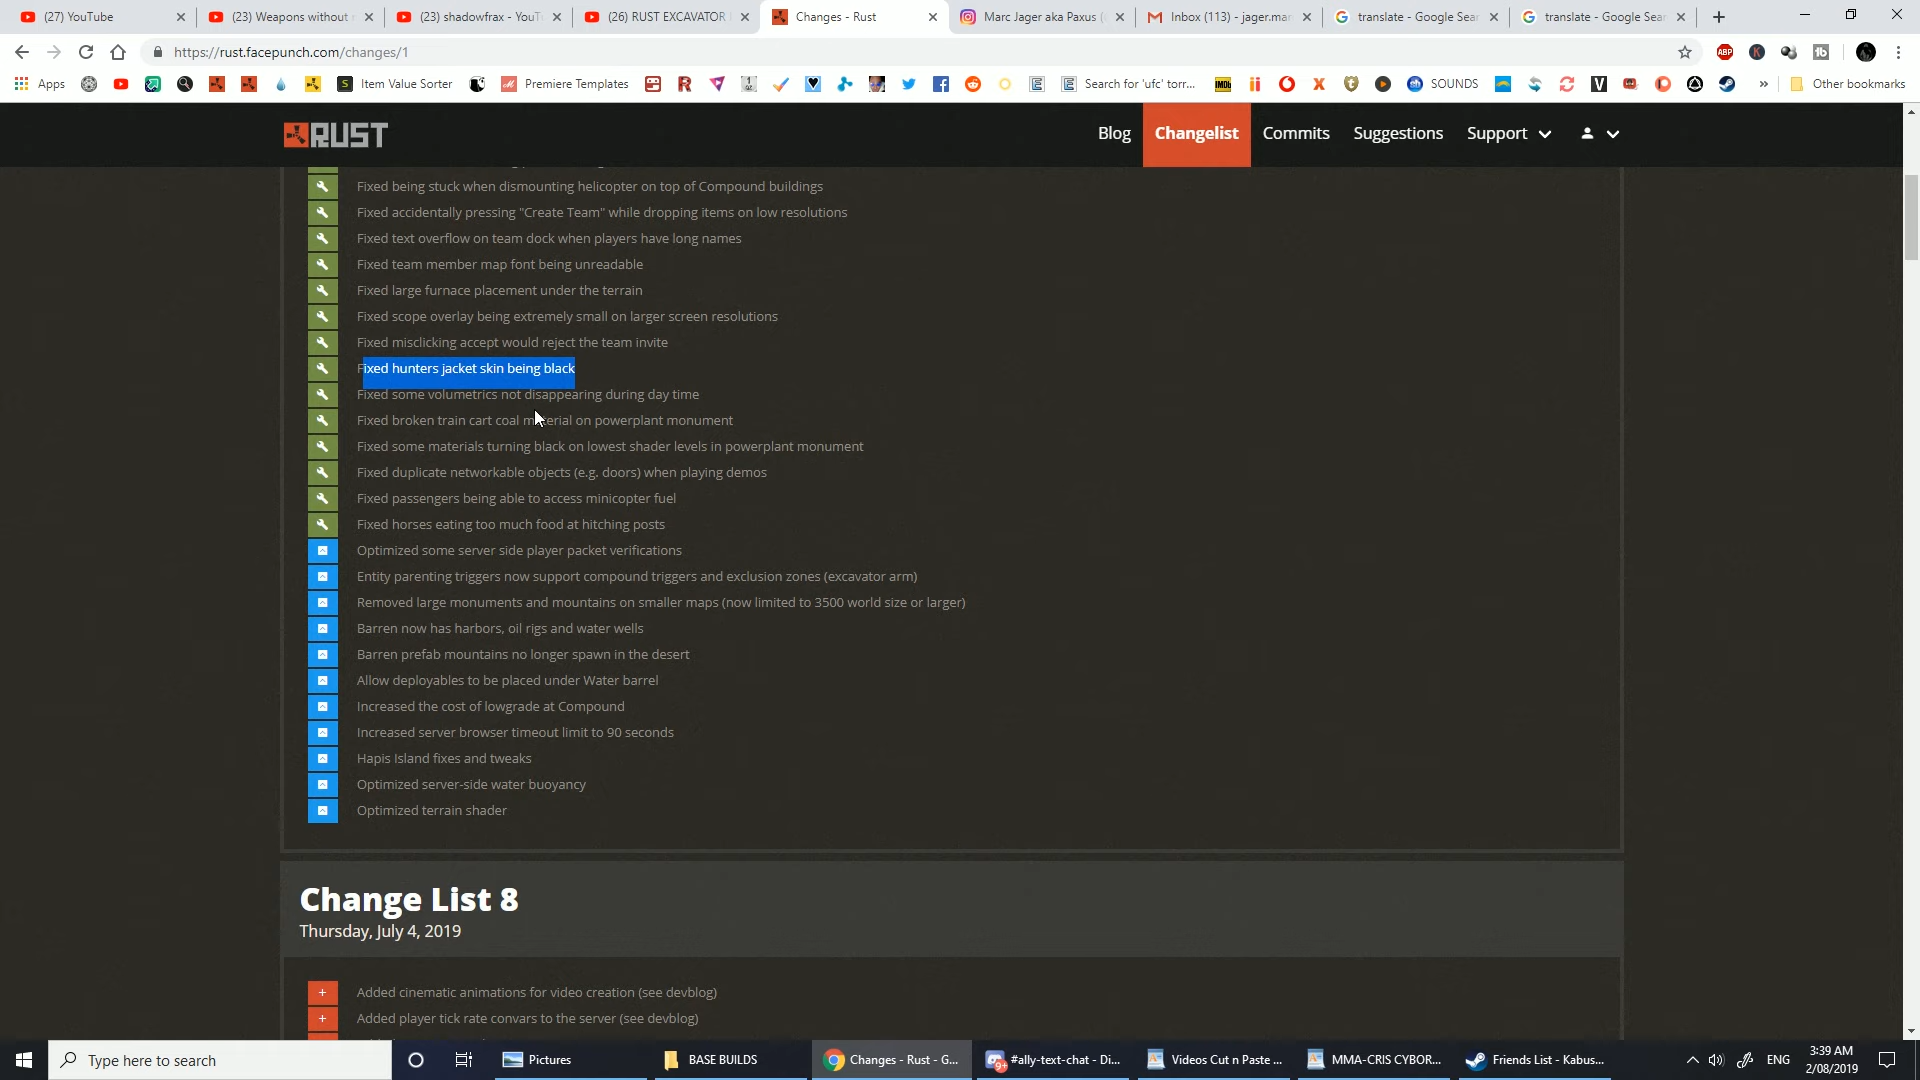 (27) YouTube
(23) Weapons without
(23) shadowfrax - YouT
(26) RUST EXCAVATOR
Changes - Rust
Marc Jager aka Paxus (
Inbox (113) - jager.mar
translate - Google Sear
translate - Google Sear
https://rust.facepunch.com/changes/1
ABP
K
Apps
Item Value Sorter
Premiere Templates
Search for 'ufc' torr...
IMDb
SOUNDS
»
Other bookmarks
RUST
Blog
Changelist
Commits
Suggestions
Support
Fixed being stuck when dismounting helicopter on top of Compound buildings
Fixed accidentally pressing "Create Team" while dropping items on low resolutions
Fixed text overflow on team dock when players have long names
Fixed team member map font being unreadable
Fixed large furnace placement under the terrain
Fixed scope overlay being extremely small on larger screen resolutions
Fixed misclicking accept would reject the team invite
Fixed hunters jacket skin being black
Fixed some volumetrics not disappearing during day time
Fixed broken train cart coal material on powerplant monument
Fixed some materials turning black on lowest shader levels in powerplant monument
Fixed duplicate networkable objects (e.g. doors) when playing demos
Fixed passengers being able to access minicopter fuel
Fixed horses eating too much food at hitching posts
Optimized some server side player packet verifications
Entity parenting triggers now support compound triggers and exclusion zones (excavator arm)
Removed large monuments and mountains on smaller maps (now limited to 3500 world size or larger)
Barren now has harbors, oil rigs and water wells
Barren prefab mountains no longer spawn in the desert
Allow deployables to be placed under Water barrel
Increased the cost of lowgrade at Compound
Increased server browser timeout limit to 90 seconds
Hapis Island fixes and tweaks
Optimized server-side water buoyancy
Optimized terrain shader
Change List 8
Thursday, July 4, 2019
+ Added cinematic animations for video creation (see devblog)
+ Added player tick rate convars to the server (see devblog)
Type here to search
Pictures
BASE BUILDS
Changes - Rust - G...
#ally-text-chat - Di...
Videos Cut n Paste ...
MMA-CRIS CYBOR...
Friends List - Kabus...
ENG
3:39 AM
2/08/2019